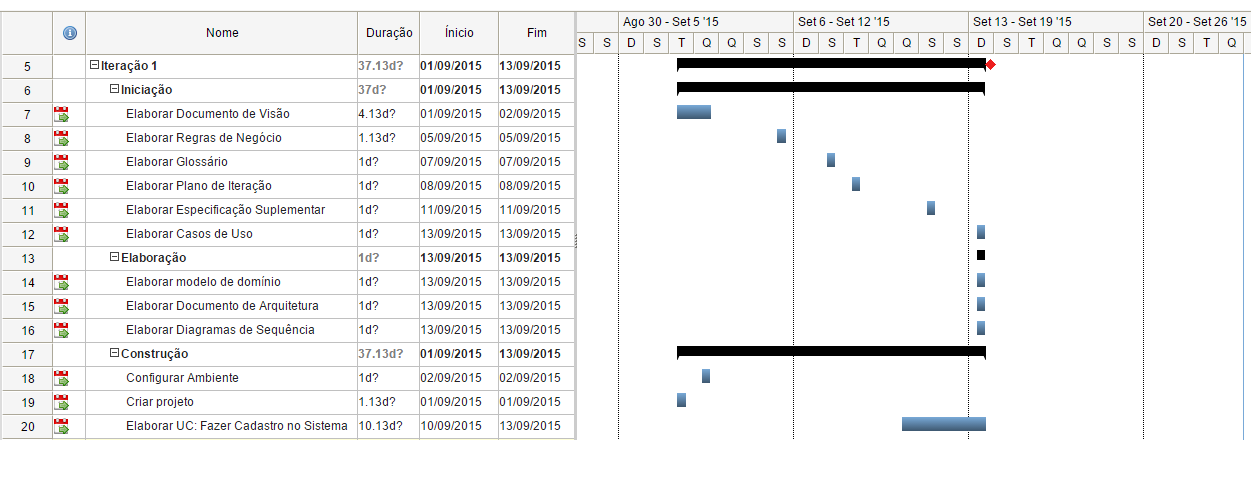 Nome Duração Ínicio Fim Ago 30 - Set 5 '15 Set 6 - Set 12 '15 Set 13 - Set 19 '15 Set 20 - Set 26 '15
S S D S T Q Q S S D S T Q Q S S D S T Q Q S S D S T Q
5 Iteração 1 37.13d? 01/09/2015 13/09/2015
6 Iniciação 37d? 01/09/2015 13/09/2015
7 Elaborar Documento de Visão 4.13d? 01/09/2015 02/09/2015
8 Elaborar Regras de Negócio 1.13d? 05/09/2015 05/09/2015
9 Elaborar Glossário 1d? 07/09/2015 07/09/2015
10 Elaborar Plano de Iteração 1d? 08/09/2015 08/09/2015
11 Elaborar Especificação Suplementar 1d? 11/09/2015 11/09/2015
12 Elaborar Casos de Uso 1d? 13/09/2015 13/09/2015
13 Elaboração 1d? 13/09/2015 13/09/2015
14 Elaborar modelo de domínio 1d? 13/09/2015 13/09/2015
15 Elaborar Documento de Arquitetura 1d? 13/09/2015 13/09/2015
16 Elaborar Diagramas de Sequência 1d? 13/09/2015 13/09/2015
17 Construção 37.13d? 01/09/2015 13/09/2015
18 Configurar Ambiente 1d? 02/09/2015 02/09/2015
19 Criar projeto 1.13d? 01/09/2015 01/09/2015
20 Elaborar UC: Fazer Cadastro no Sistema 10.13d? 10/09/2015 13/09/2015